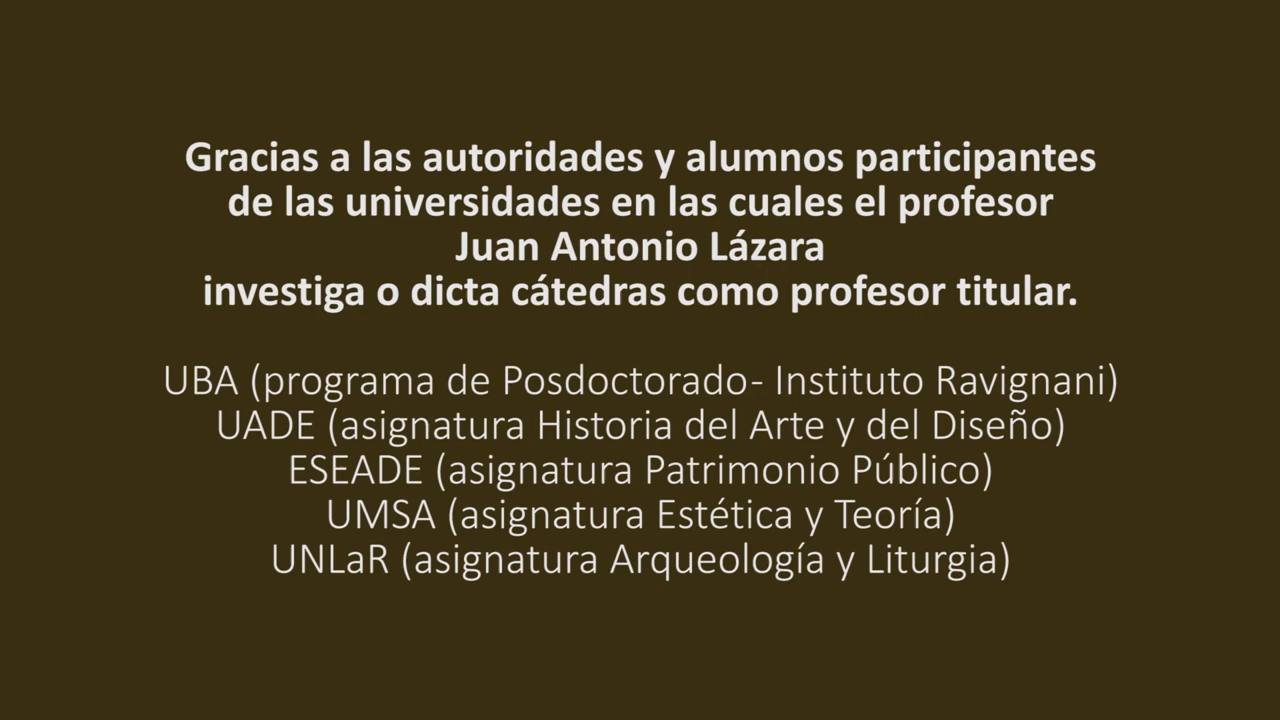 Gracias a las autoridades y alumnos participantes
de las universidades en las cuales el profesor
Juan Antonio Lázara
investiga o dicta cátedras como profesor titular.
UBA (programa de Posdoctorado- Instituto Ravignani)
UADE (asignatura Historia del Arte y del Diseño)
ESEADE (asignatura Patrimonio Público)
UMSA (asignatura Estética y Teoría)
UNLaR (asignatura Arqueología y Liturgia)